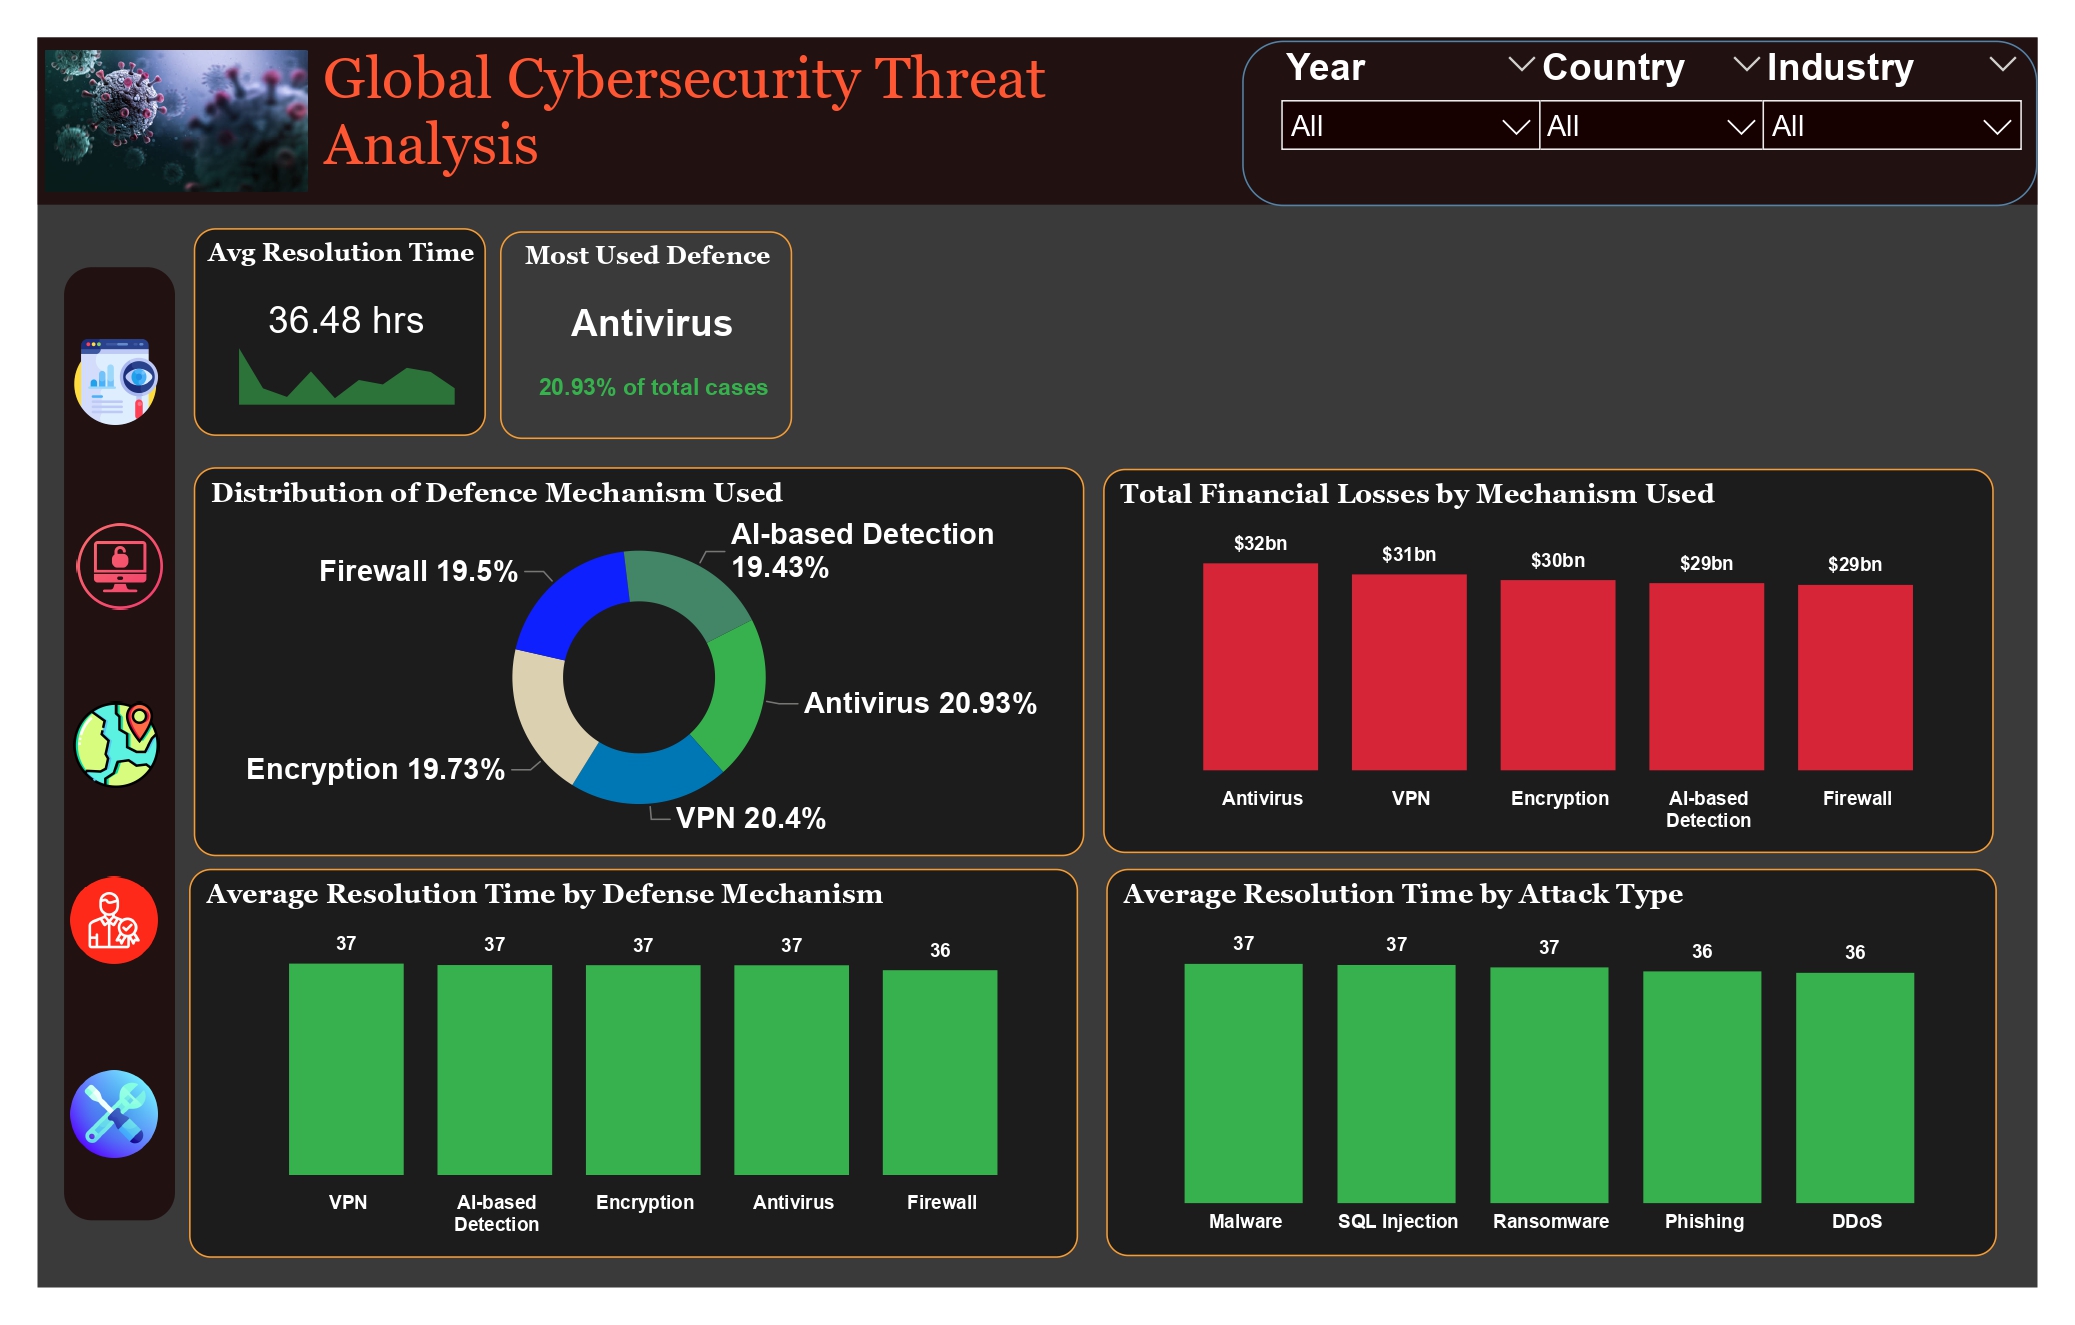 Global Cybersecurity Threat
Analysis
Year Country Industry
All All All
Avg Resolution Time
36.48 hrs
Most Used Defence
Antivirus
20.93% of total cases
Distribution of Defence Mechanism Used
AI-based Detection
19.43%
Firewall 19.5%
Antivirus 20.93%
Encryption 19.73%
VPN 20.4%
Total Financial Losses by Mechanism Used
$32bn $31bn $30bn $29bn $29bn
Antivirus VPN Encryption AI-based Firewall
Detection
Average Resolution Time by Defense Mechanism
37 37 37 37 36
VPN AI-based Encryption Antivirus Firewall
Detection
Average Resolution Time by Attack Type
37 37 37 36 36
Malware SQL Injection Ransomware Phishing DDoS